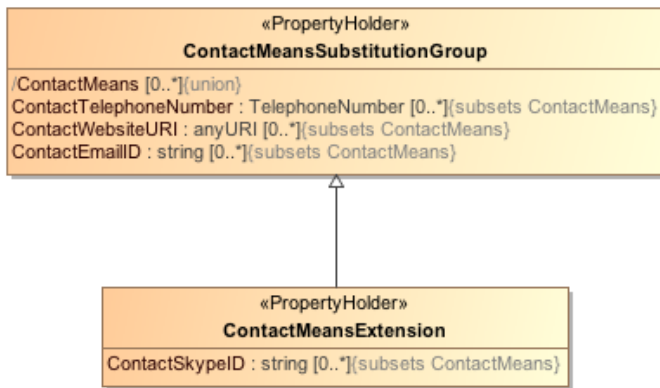 «PropertyHolder»
ContactMeansSubstitutionGroup
/ContactMeans [0..*]{union}
ContactTelephoneNumber : TelephoneNumber [0..*]{subsets ContactMeans}
ContactWebsiteURI : anyURI [0..*]{subsets ContactMeans}
ContactEmailID : string [0..*]{subsets ContactMeans}
«PropertyHolder»
ContactMeansExtension
ContactSkypeID : string [0..*]{subsets ContactMeans}